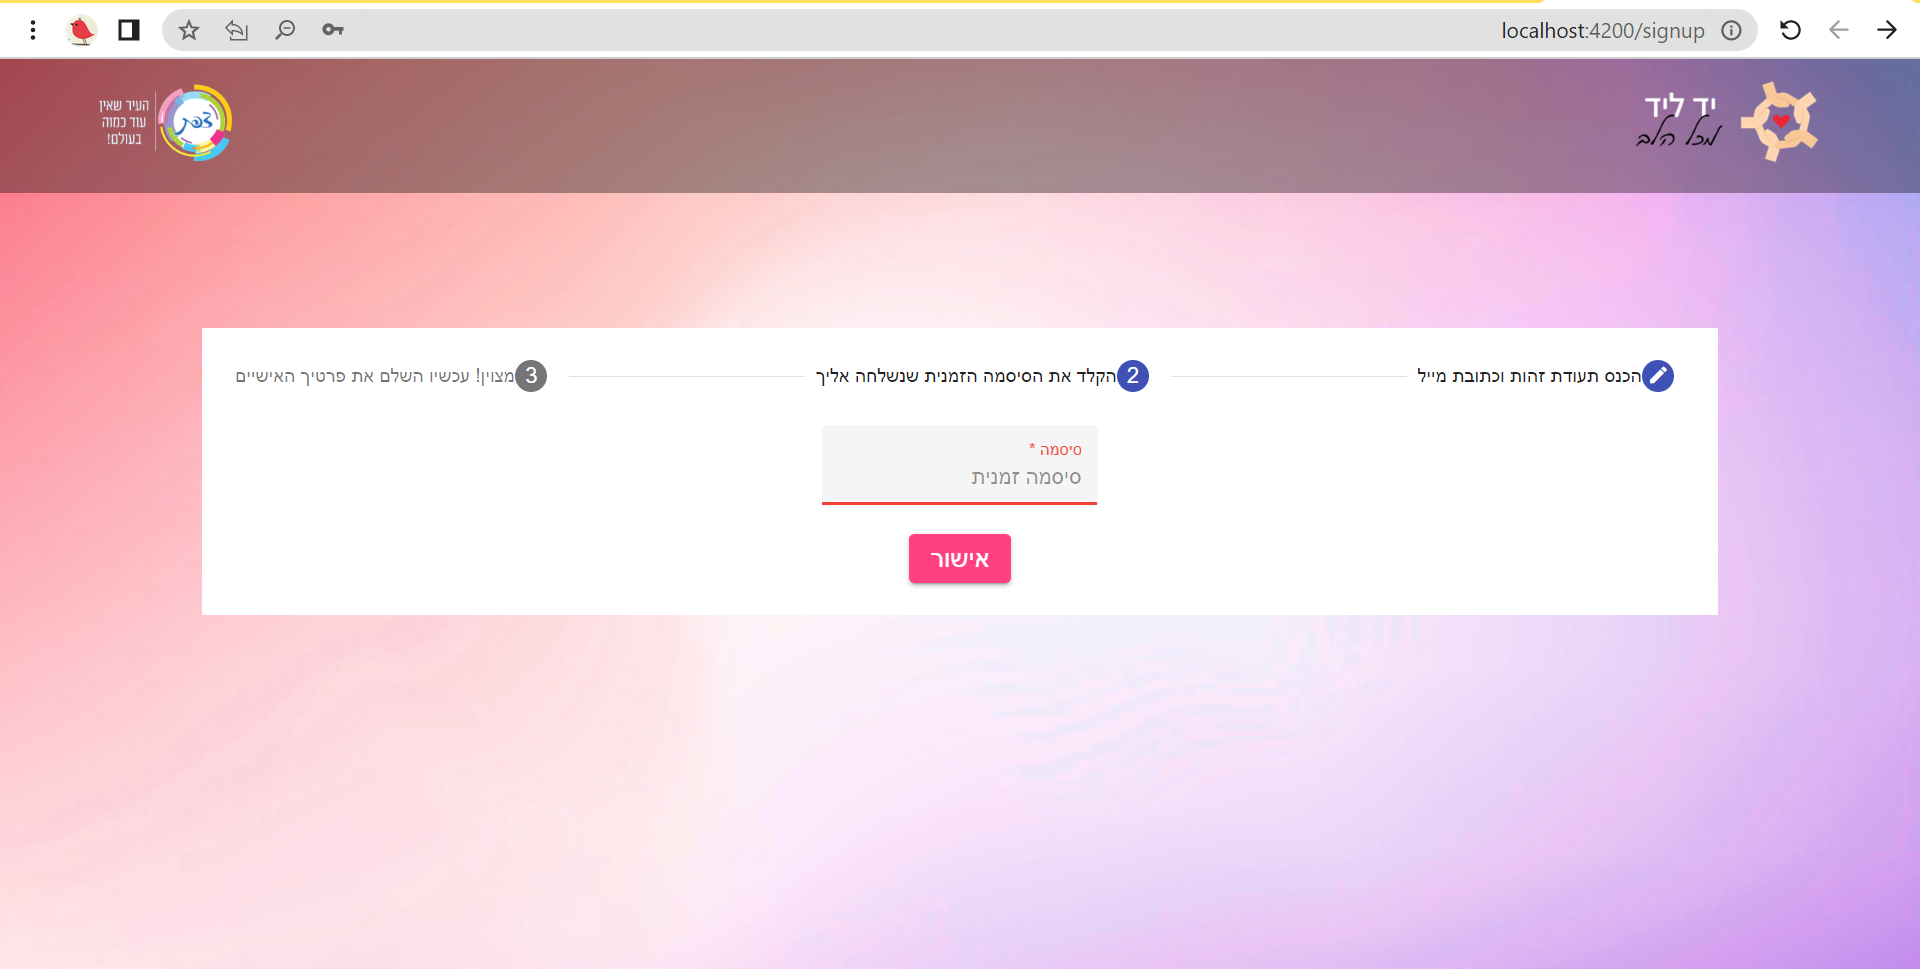 localhost:4200/signup
יד ליד
מכל הלב
צפת
העיר שאין
עוד כמוה
בעולם!
הכנס תעודת זהות וכתובת מייל
2 הקלד את הסיסמה הזמנית שנשלחה אליך
3 מצוין! עכשיו השלם את פרטיך האישיים
סיסמה *
סיסמה זמנית
אישור